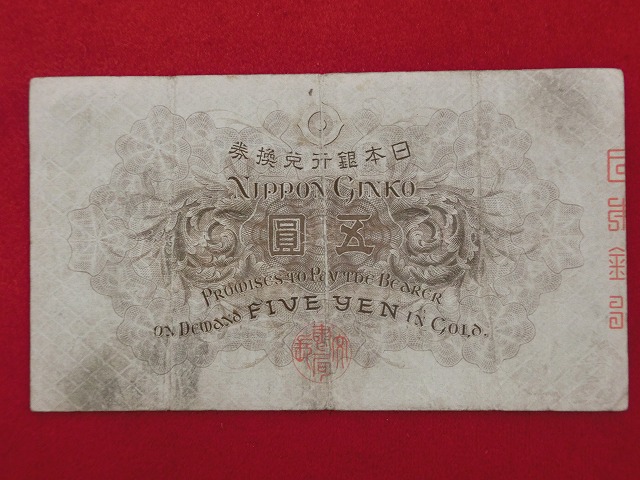 日本銀行兌換券
NIPPON GINKO
五圓
PROMISES TO PAY THE BEARER
ON DEMAND FIVE YEN IN GOLD.